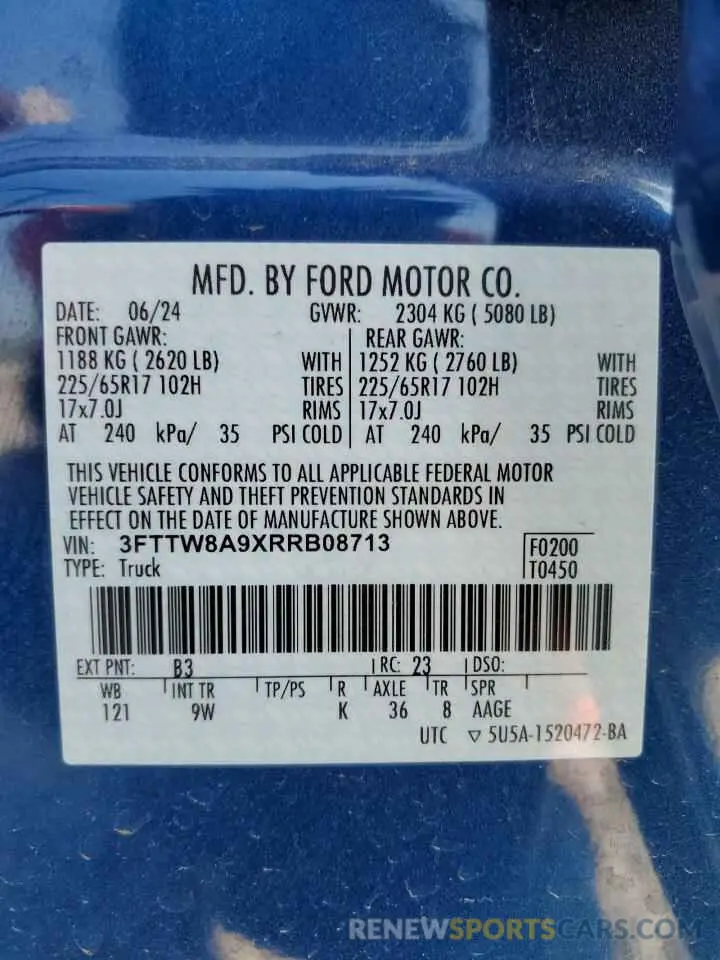 MFD. BY FORD MOTOR CO.
DATE: 06/24 GVWR: 2304 KG ( 5080 LB)
FRONT GAWR: REAR GAWR:
1188 KG ( 2620 LB) WITH 1252 KG ( 2760 LB) WITH
225/65R17 102H TIRES 225/65R17 102H TIRES
17x7.0J RIMS 17x7.0J RIMS
AT 240 kPa/ 35 PSI COLD AT 240 kPa/ 35 PSI COLD
THIS VEHICLE CONFORMS TO ALL APPLICABLE FEDERAL MOTOR
VEHICLE SAFETY AND THEFT PREVENTION STANDARDS IN
EFFECT ON THE DATE OF MANUFACTURE SHOWN ABOVE.
VIN: 3FTTW8A9XRRB08713 F0200
TYPE: Truck T0450
EXT PNT: B3 RC: 23 DSO:
WB INT TR TP/PS R AXLE TR SPR
121 9W K 36 8 AAGE
UTC ▽ 5U5A-1520472-BA
RENEWSPORTSCARS.COM